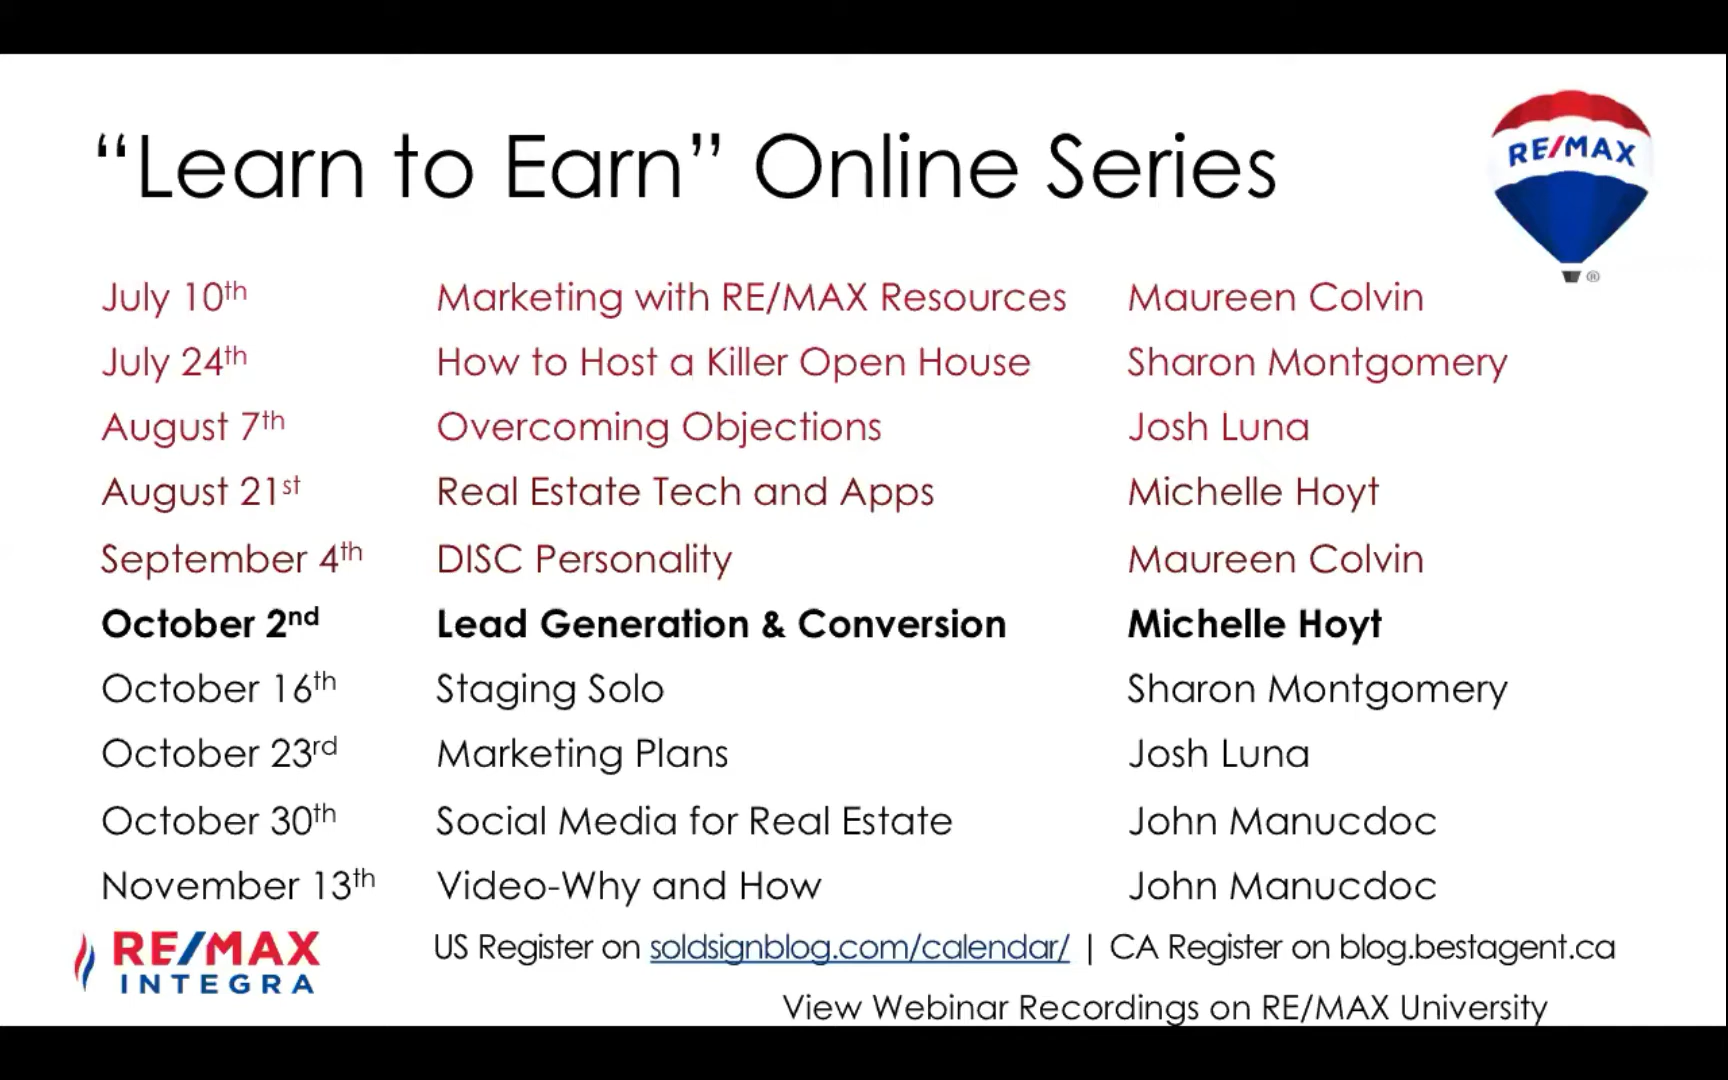 “Learn to Earn” Online Series
RE/MAX
®
July 10th Marketing with RE/MAX Resources Maureen Colvin
July 24th How to Host a Killer Open House Sharon Montgomery
August 7th Overcoming Objections Josh Luna
August 21st Real Estate Tech and Apps Michelle Hoyt
September 4th DISC Personality Maureen Colvin
October 2nd Lead Generation & Conversion Michelle Hoyt
October 16th Staging Solo Sharon Montgomery
October 23rd Marketing Plans Josh Luna
October 30th Social Media for Real Estate John Manucdoc
November 13th Video-Why and How John Manucdoc
RE/MAX
INTEGRA
US Register on soldsignblog.com/calendar/ | CA Register on blog.bestagent.ca
View Webinar Recordings on RE/MAX University